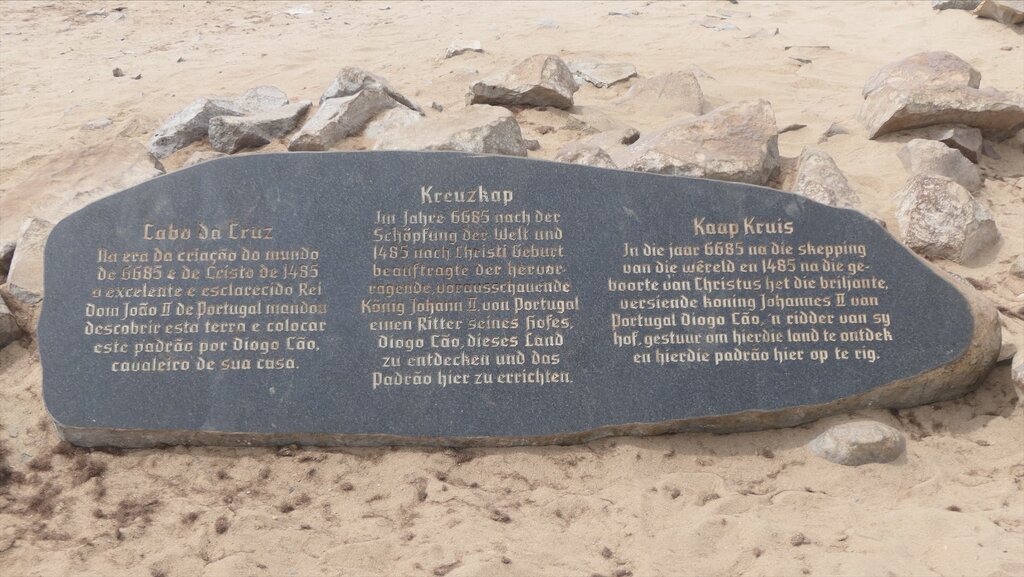 Cabo da Cruz
Na era da criação do mundo
de 6685 e de Cristo de 1485
o excelente e esclarecido Rei
Dom João II de Portugal mandou
descobrir esta terra e colocar
este padrão por Diogo Cão,
cavaleiro de sua casa.
Kreuzkap
Im Jahre 6685 nach der
Schöpfung der Welt und
1485 nach Christi Geburt
beauftragte der hervor-
ragende, vorausschauende
König Johann II. von Portugal
einen Ritter seines Hofes,
Diogo Cão, dieses Land
zu entdecken und das
Padrão hier zu errichten.
Kaap Kruis
In die jaar 6685 na die skepping
van die wêreld en 1485 na die ge-
boorte van Christus het die briljante,
versiende koning Johannes II van
Portugal Diogo Cão, 'n ridder van sy
hof, gestuur om hierdie land te ontdek
en hierdie padrão hier op te rig.